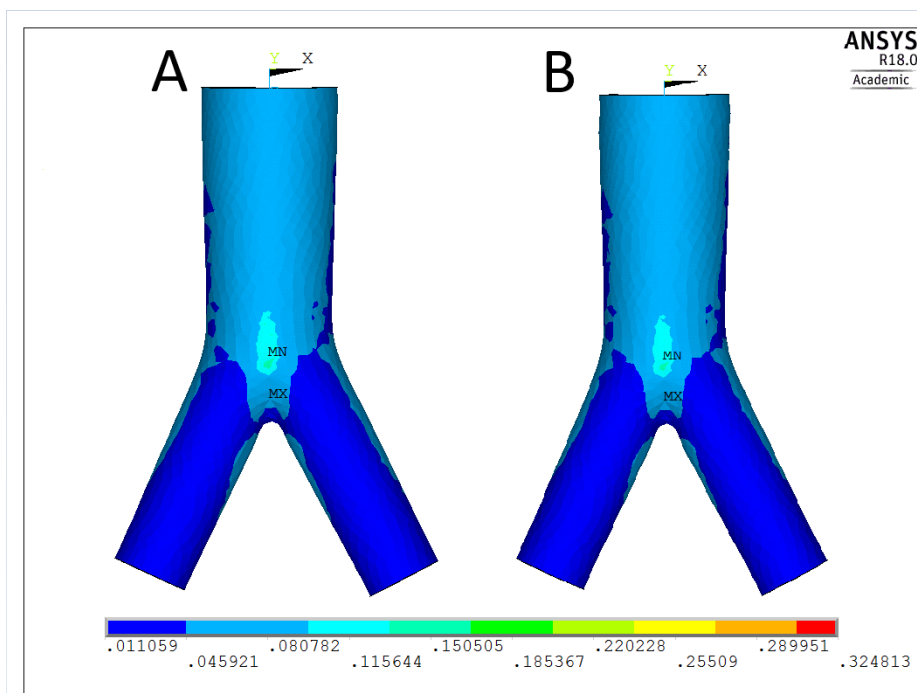 ANSYS
R18.0
Academic
A
Y X
MN
MX
B
Y X
MN
MX
.011059 .080782 .150505 .220228 .289951
.045921 .115644 .185367 .25509 .324813